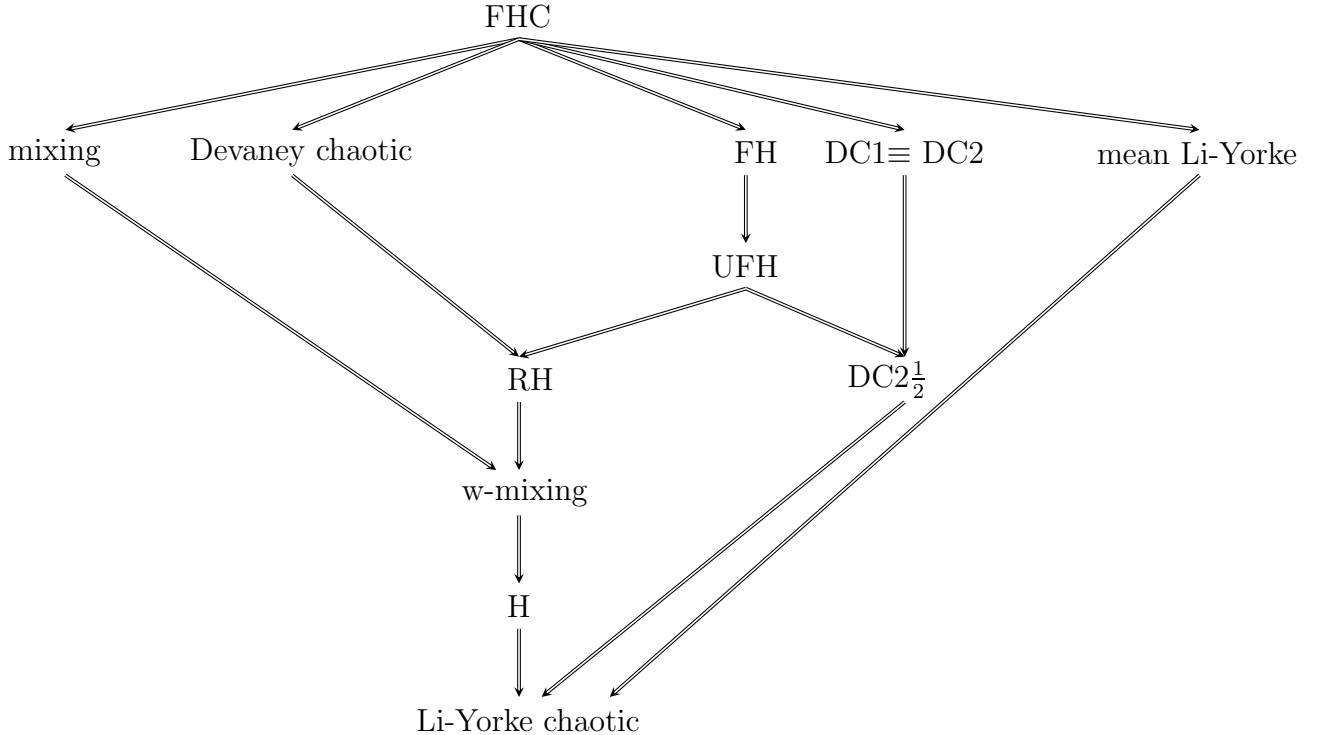 FHC
mixing
Devaney chaotic
FH
DC1≡ DC2
mean Li-Yorke
UFH
RH
DC2½
w-mixing
H
Li-Yorke chaotic